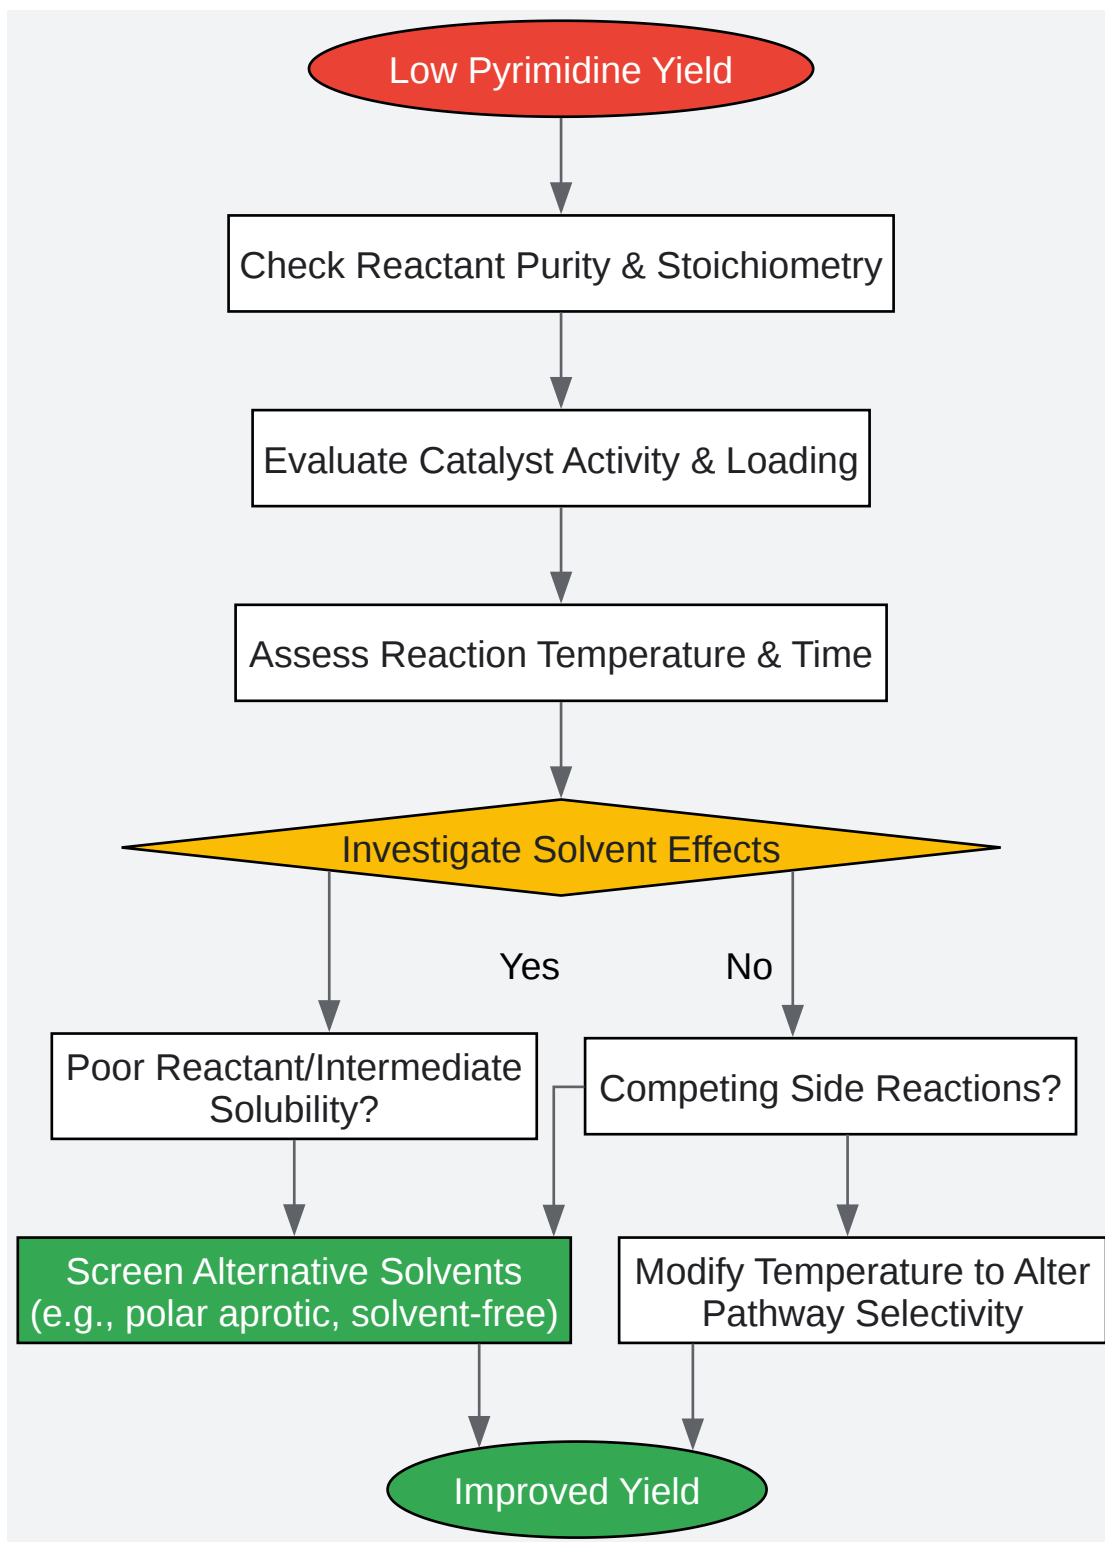 Low Pyrimidine Yield
Check Reactant Purity & Stoichiometry
Evaluate Catalyst Activity & Loading
Assess Reaction Temperature & Time
Investigate Solvent Effects
Yes
No
Poor Reactant/Intermediate
Solubility?
Competing Side Reactions?
Screen Alternative Solvents
(e.g., polar aprotic, solvent-free)
Modify Temperature to Alter
Pathway Selectivity
Improved Yield